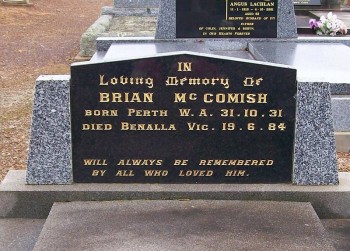 ANGUS LACHLAN
IN
Loving Memory Of
BRIAN McCOMISH
BORN PERTH W.A. 31.10.31
DIED BENALLA VIC. 19.6.84
WILL ALWAYS BE REMEMBERED
BY ALL WHO LOVED HIM.